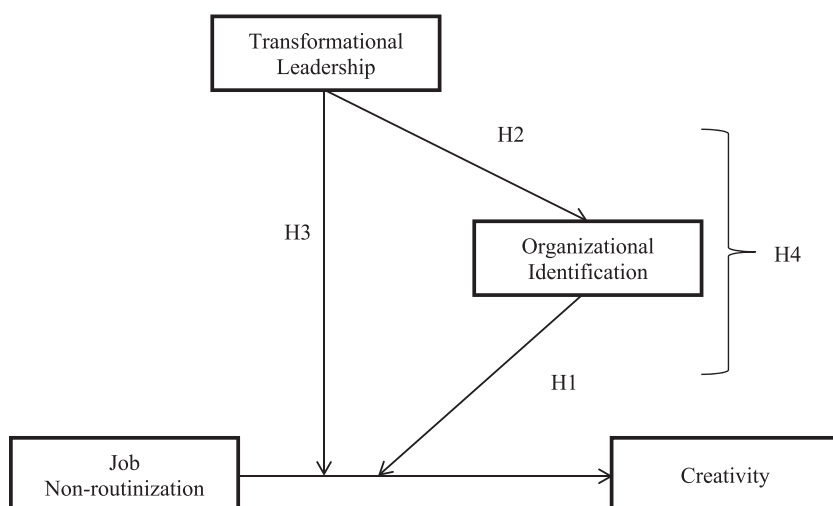 Transformational
Leadership
H2
H3
Organizational
Identification
H4
H1
Job
Non-routinization
Creativity